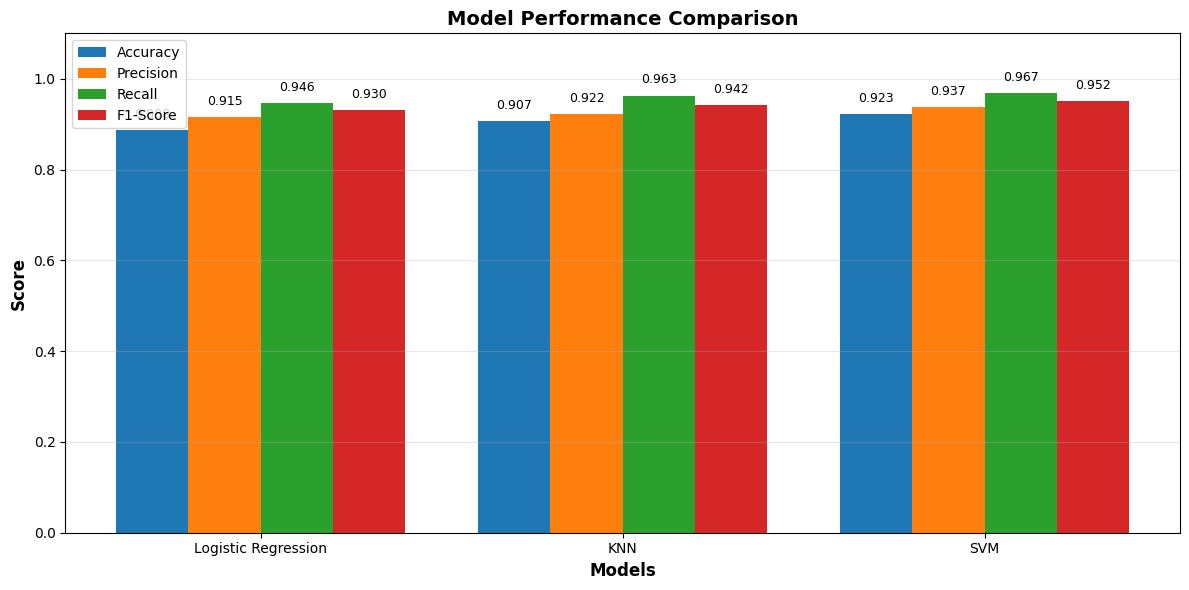 Model Performance Comparison
Accuracy
Precision
Recall
F1-Score
0.915
0.946
0.930
0.907
0.922
0.963
0.942
0.923
0.937
0.967
0.952
1.0
0.8
0.6
0.4
0.2
0.0
Score
Logistic Regression
KNN
SVM
Models